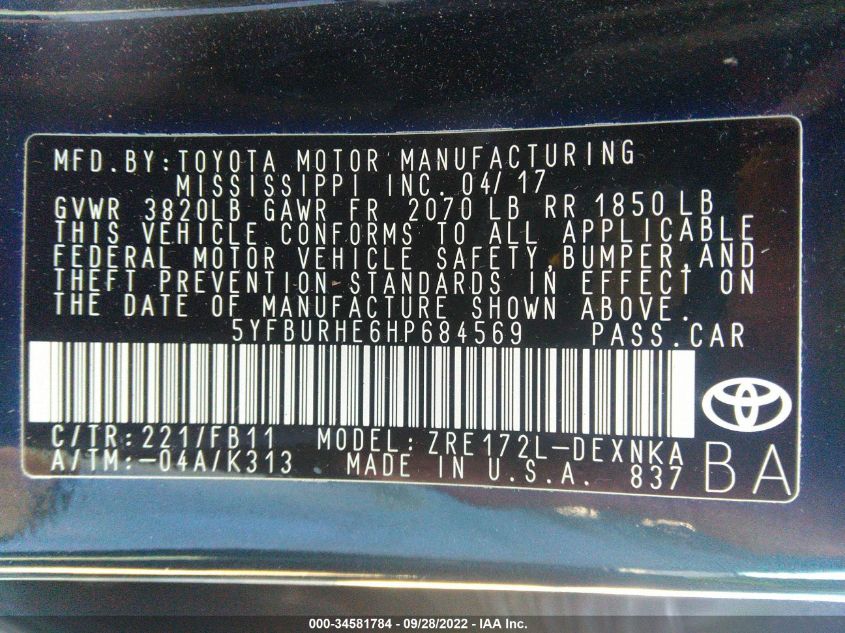 MFD.BY:TOYOTA MOTOR MANUFACTURING
MISSISSIPPI INC. 04/17
GVWR 3820LB GAWR FR 2070 LB RR 1850LB
THIS VEHICLE CONFORMS TO ALL APPLICABLE
FEDERAL MOTOR VEHICLE SAFETY,BUMPER,AND
THEFT PREVENTION STANDARDS IN EFFECT ON
THE DATE OF MANUFACTURE SHOWN ABOVE.
5YFBURHE6HP684569 PASS.CAR
C/TR:221/FB11 MODEL:ZRE172L-DEXNKA
A/TM:-04A/K313 MADE IN U.S.A. 837
BA
000-34581784 - 09/28/2022 - IAA Inc.